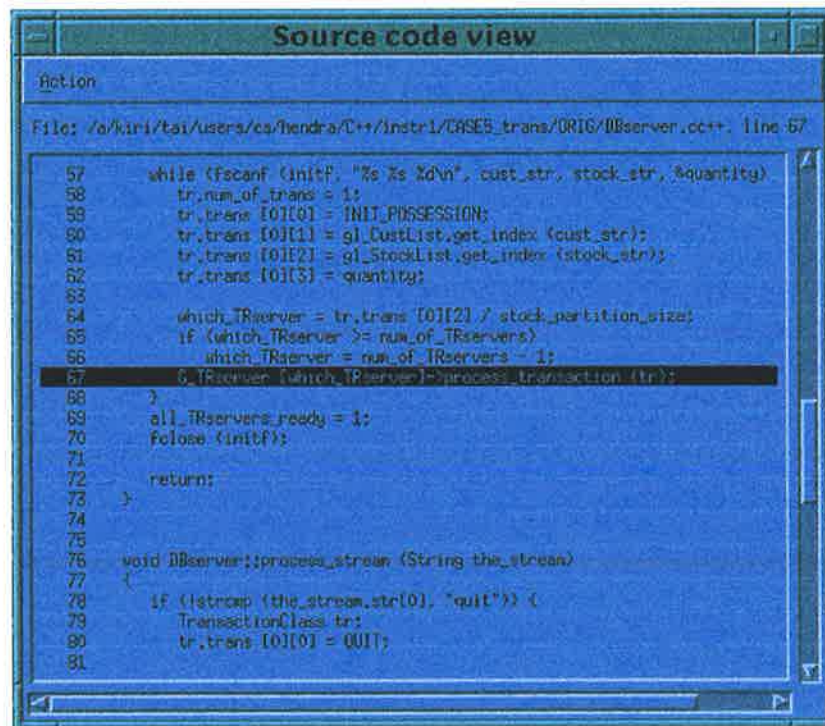 Source code view
Action
File: /a/kiri/tai/users/ca/hendra/C++/instr1/CASE5_trans/ORIG/DBserver.cc++, line 67
57 while (fscanf (initf, "%s %s %d\n", cust_str, stock_str, &quantity)
58 tr.num_of_trans = 1;
59 tr.trans [0][0] = INIT_POSSESSION;
60 tr.trans [0][1] = gl_CustList.get_index (cust_str);
61 tr.trans [0][2] = gl_StockList.get_index (stock_str);
62 tr.trans [0][3] = quantity;
63
64 which_TRserver = tr.trans [0][2] / stock_partition_size;
65 if (which_TRserver >= num_of_TRservers)
66 which_TRserver = num_of_TRservers - 1;
67 G_TRserver [which_TRserver]->process_transaction (tr);
68 }
69 all_TRservers_ready = 1;
70 fclose (initf);
71
72 return;
73 }
74
75
76 void DBserver::process_stream (String the_stream)
77 {
78 if (!strcmp (the_stream.str[0], "quit")) {
79 TransactionClass tr;
80 tr.trans [0][0] = QUIT;
81